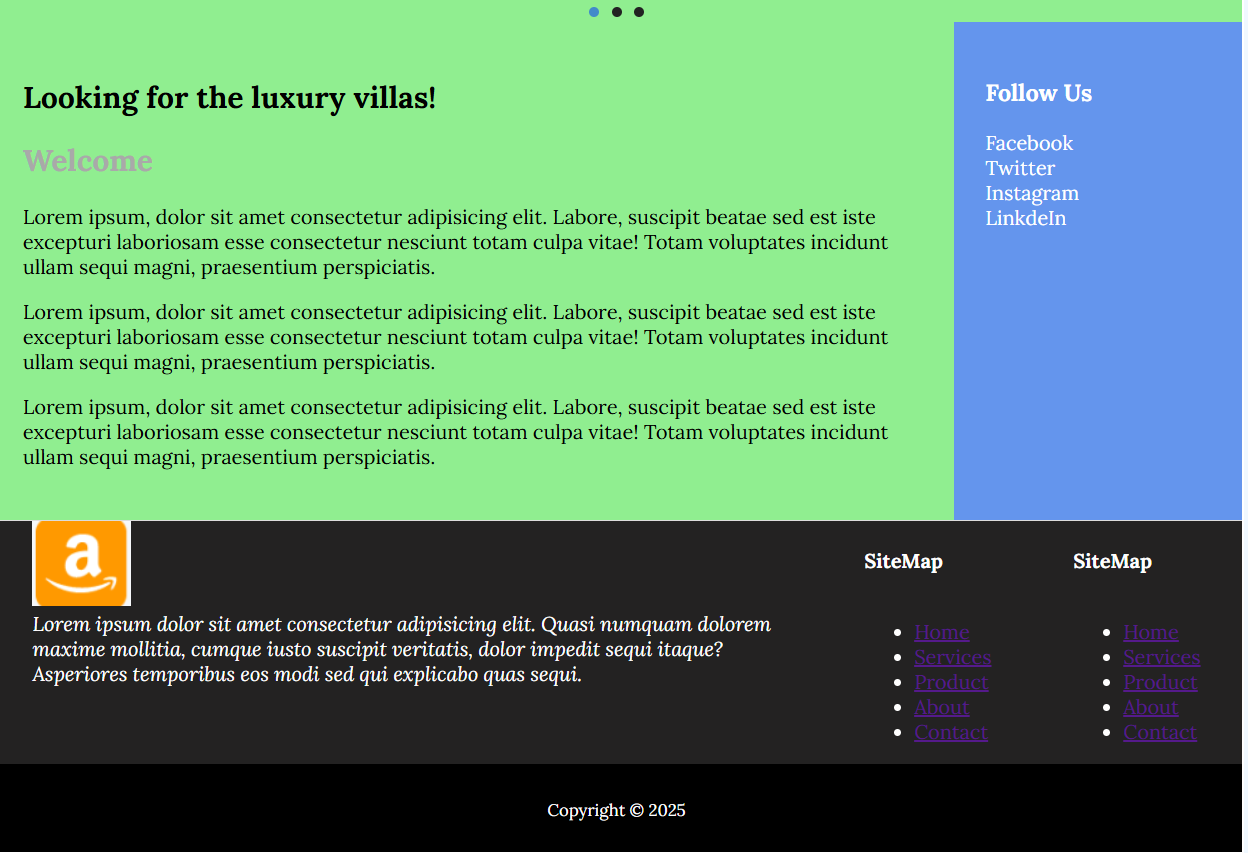 Looking for the luxury villas!
Welcome
Lorem ipsum, dolor sit amet consectetur adipisicing elit. Labore, suscipit beatae sed est iste
excepturi laboriosam esse consectetur nesciunt totam culpa vitae! Totam voluptates incidunt
ullam sequi magni, praesentium perspiciatis.
Lorem ipsum, dolor sit amet consectetur adipisicing elit. Labore, suscipit beatae sed est iste
excepturi laboriosam esse consectetur nesciunt totam culpa vitae! Totam voluptates incidunt
ullam sequi magni, praesentium perspiciatis.
Lorem ipsum, dolor sit amet consectetur adipisicing elit. Labore, suscipit beatae sed est iste
excepturi laboriosam esse consectetur nesciunt totam culpa vitae! Totam voluptates incidunt
ullam sequi magni, praesentium perspiciatis.
Follow Us
Facebook
Twitter
Instagram
LinkdeIn
a
Lorem ipsum dolor sit amet consectetur adipisicing elit. Quasi numquam dolorem
maxime mollitia, cumque iusto suscipit veritatis, dolor impedit sequi itaque?
Asperiores temporibus eos modi sed qui explicabo quas sequi.
SiteMap
Home
Services
Product
About
Contact
SiteMap
Home
Services
Product
About
Contact
Copyright © 2025